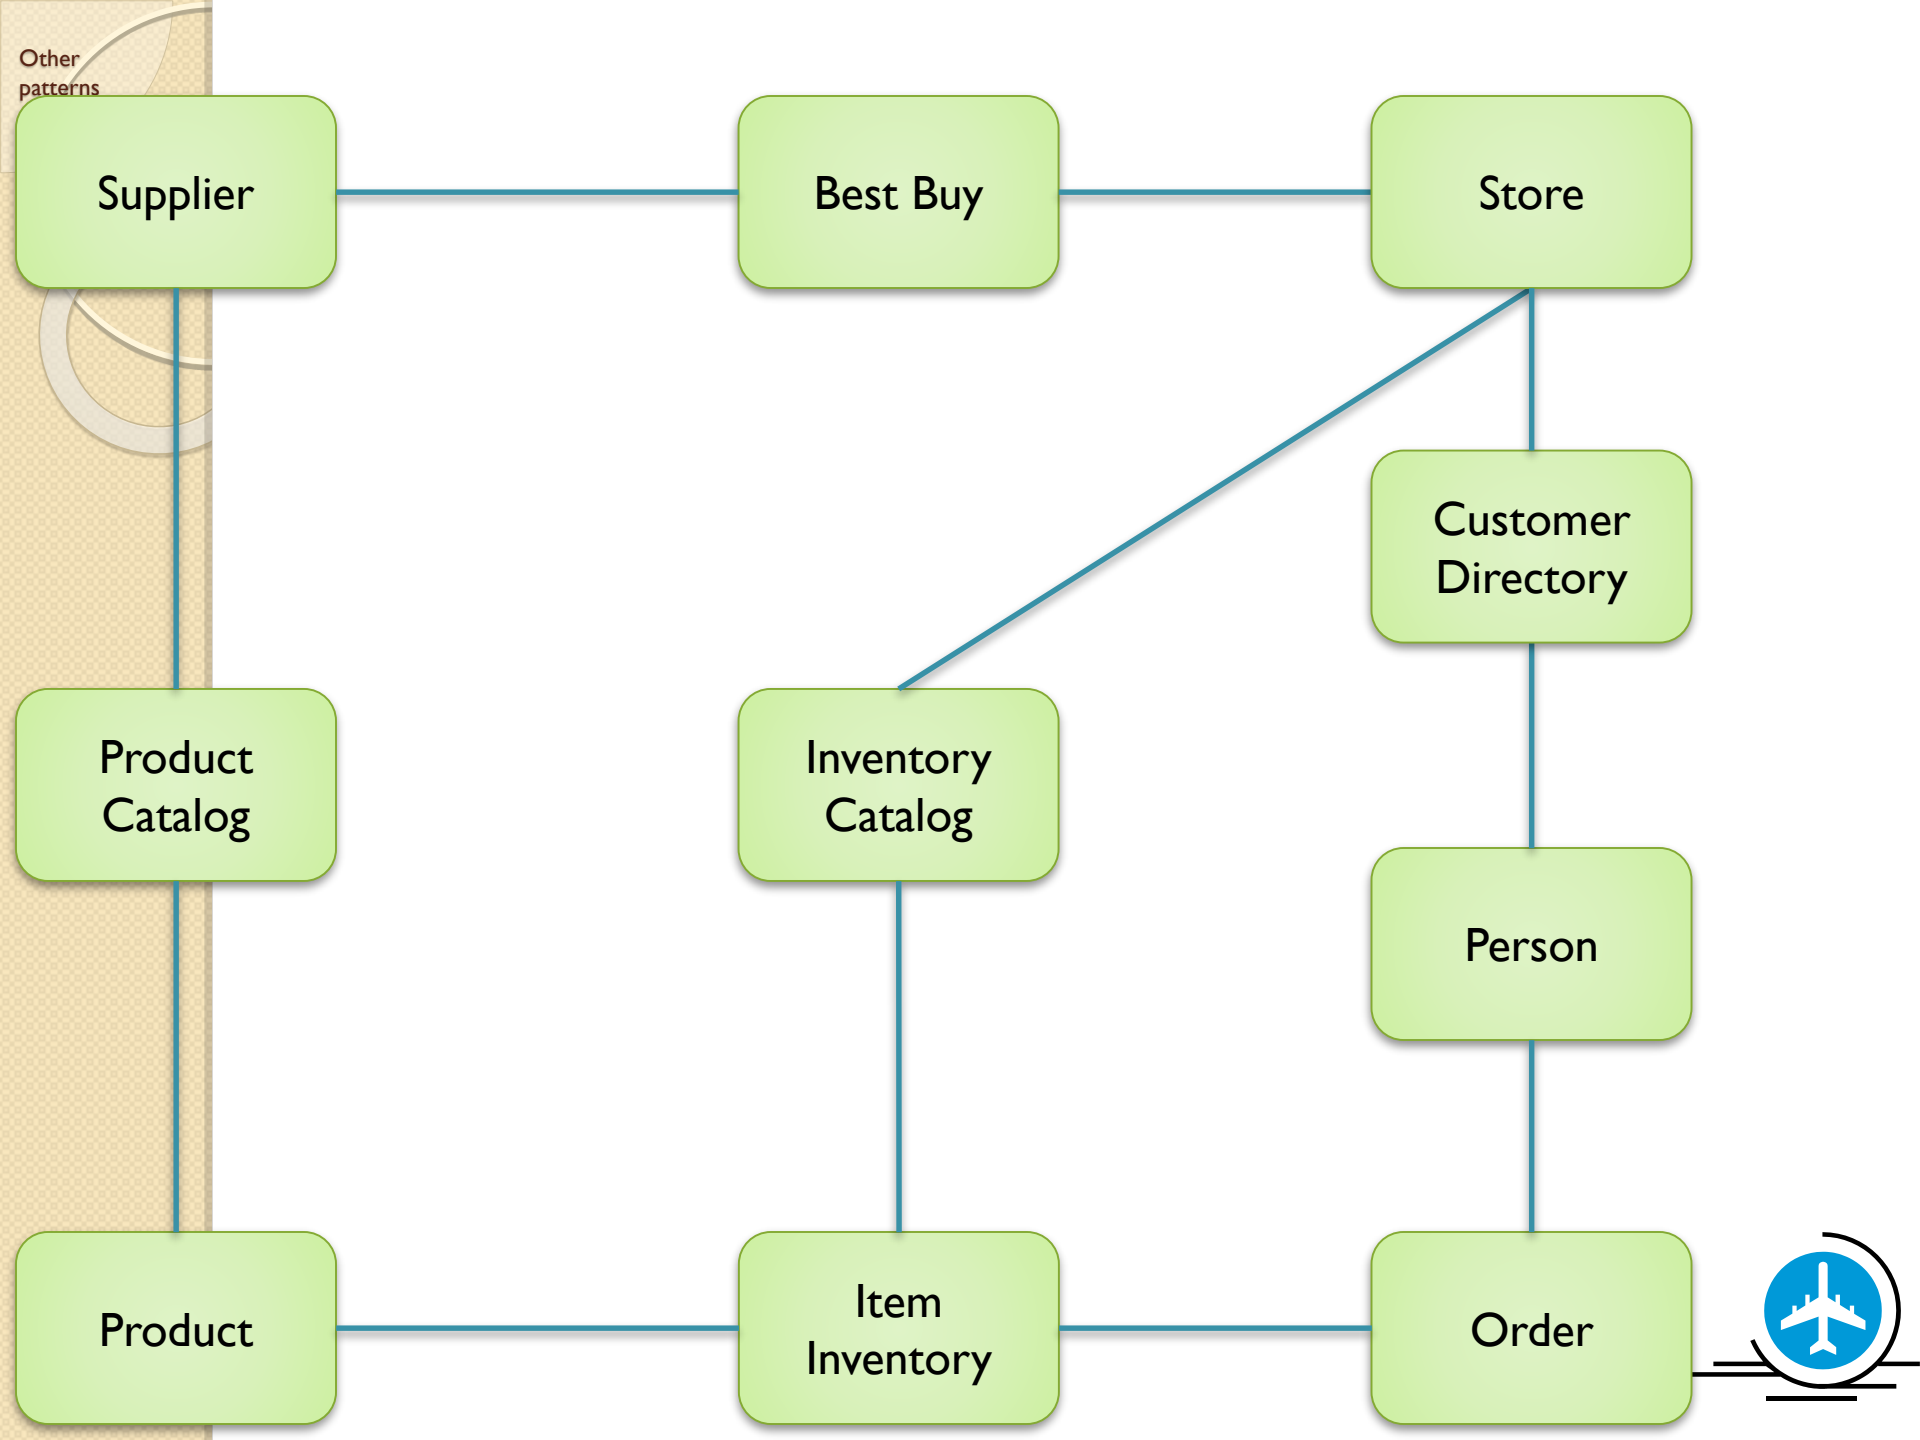 Other
patterns
Supplier
Best Buy
Store
Customer
Directory
Product
Catalog
Inventory
Catalog
Person
Product
Item
Inventory
Order